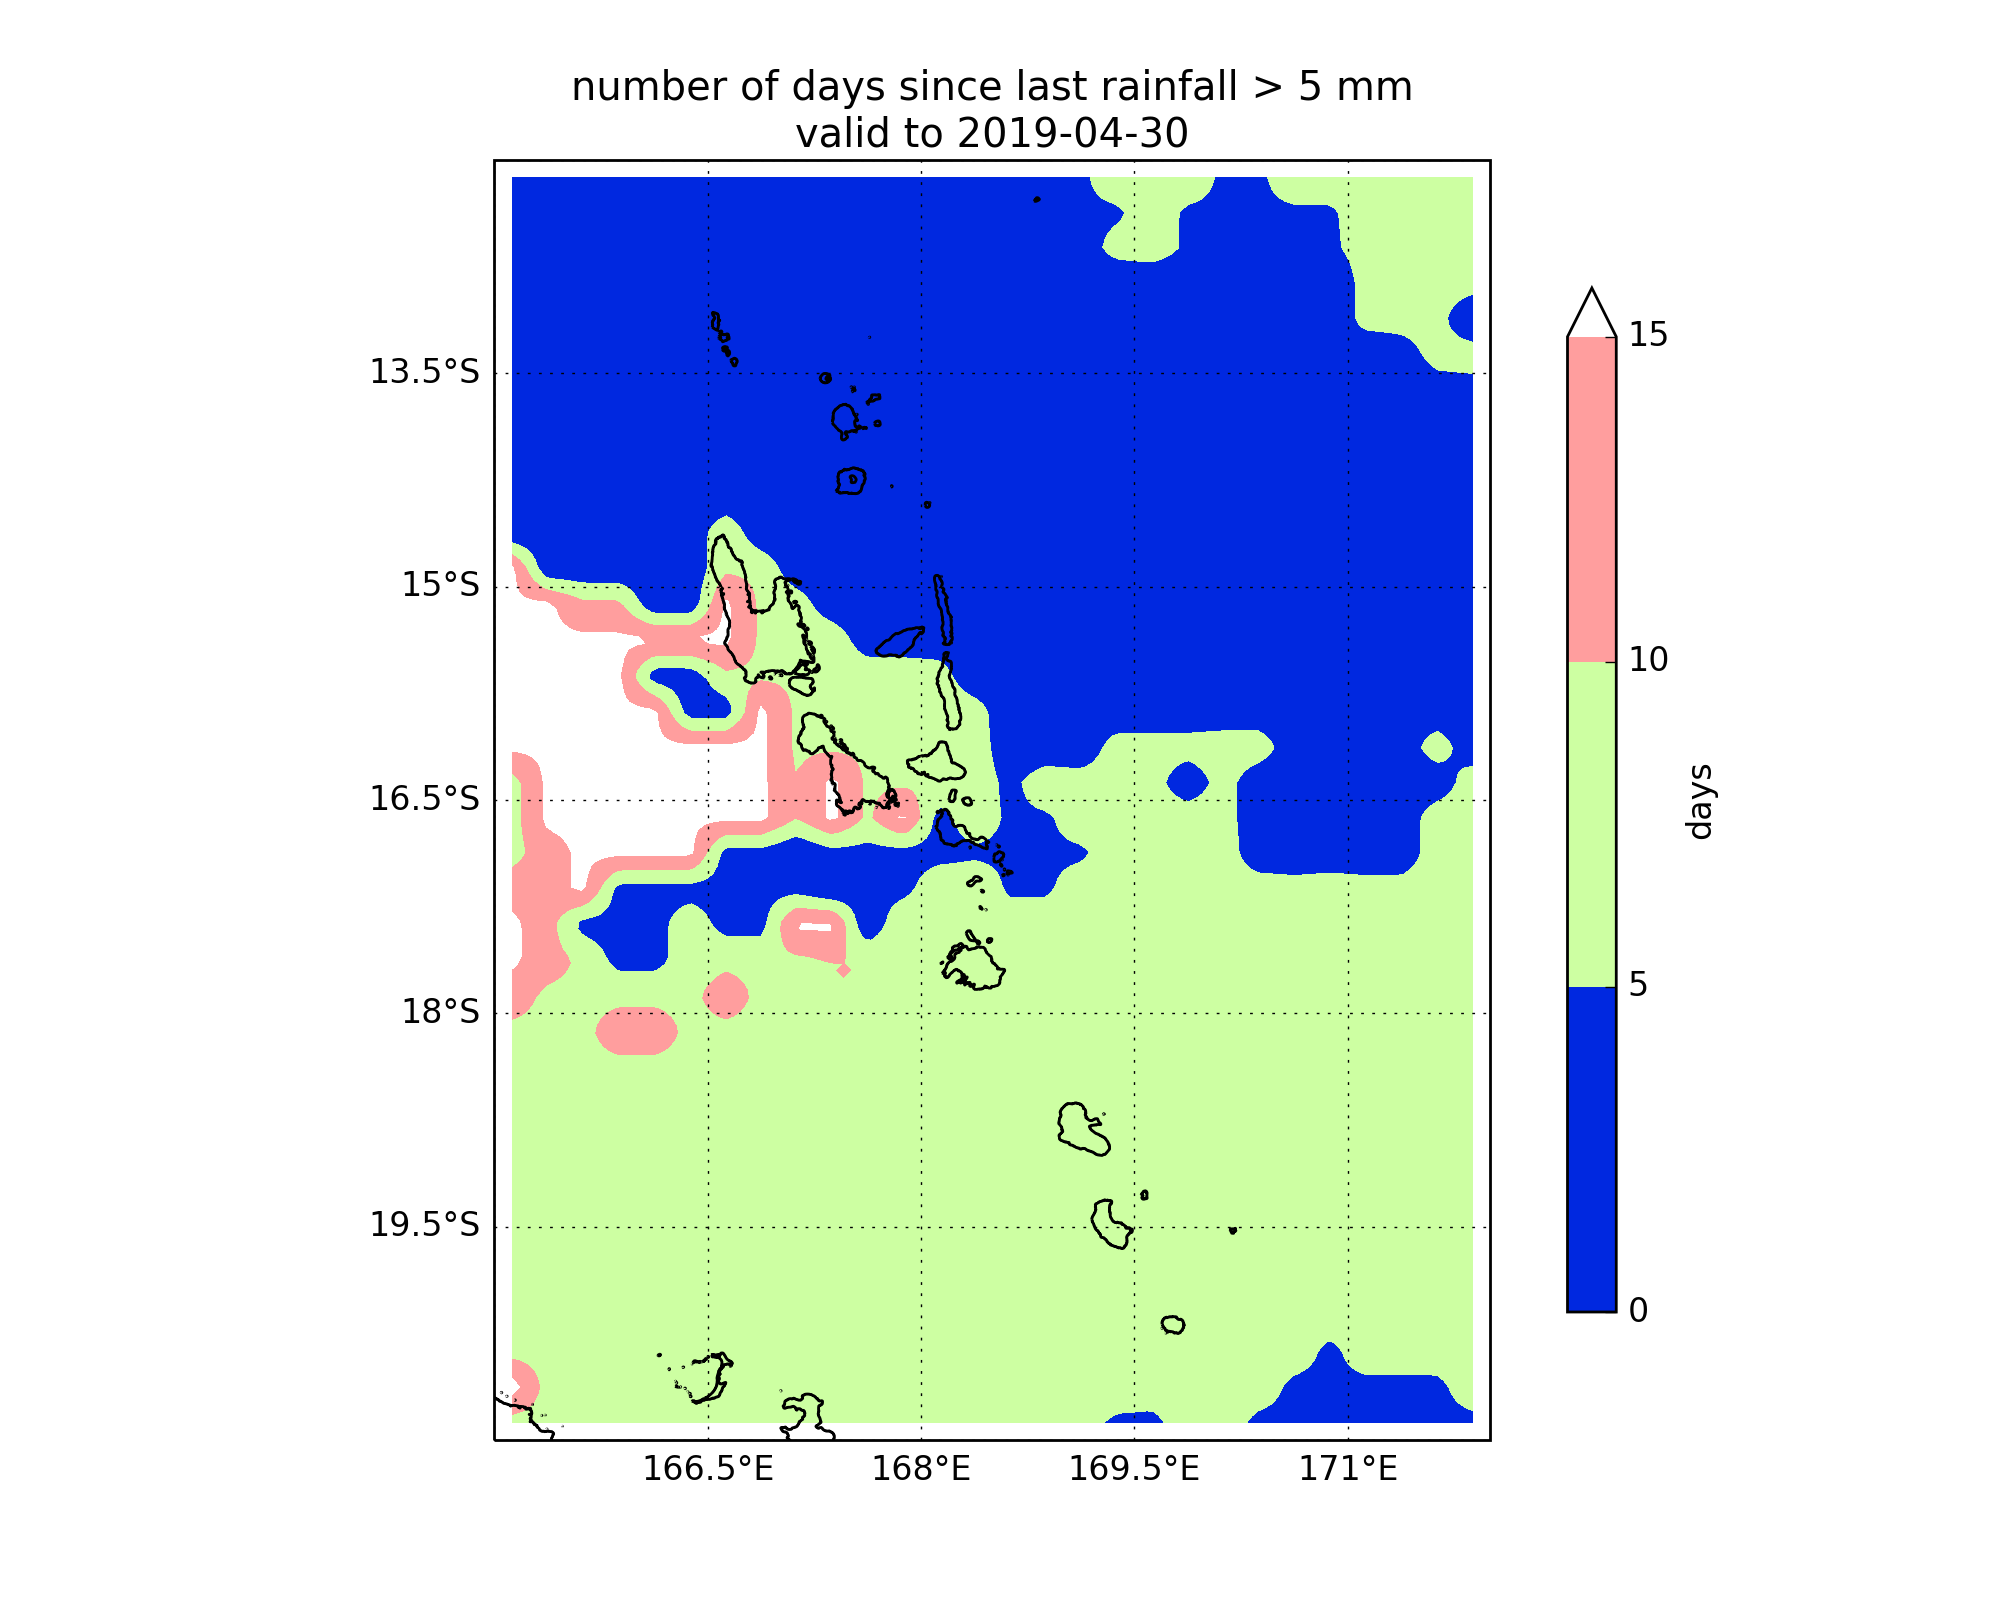 number of days since last rainfall > 5 mm
valid to 2019-04-30
13.5°S
15°S
16.5°S
18°S
19.5°S
166.5°E
168°E
169.5°E
171°E
15
10
5
0
days